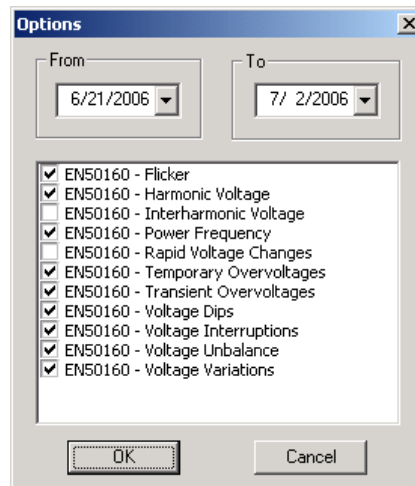 Options
From
To
6/21/2006
7/ 2/2006
EN50160 - Flicker
EN50160 - Harmonic Voltage
EN50160 - Interharmonic Voltage
EN50160 - Power Frequency
EN50160 - Rapid Voltage Changes
EN50160 - Temporary Overvoltages
EN50160 - Transient Overvoltages
EN50160 - Voltage Dips
EN50160 - Voltage Interruptions
EN50160 - Voltage Unbalance
EN50160 - Voltage Variations
OK
Cancel